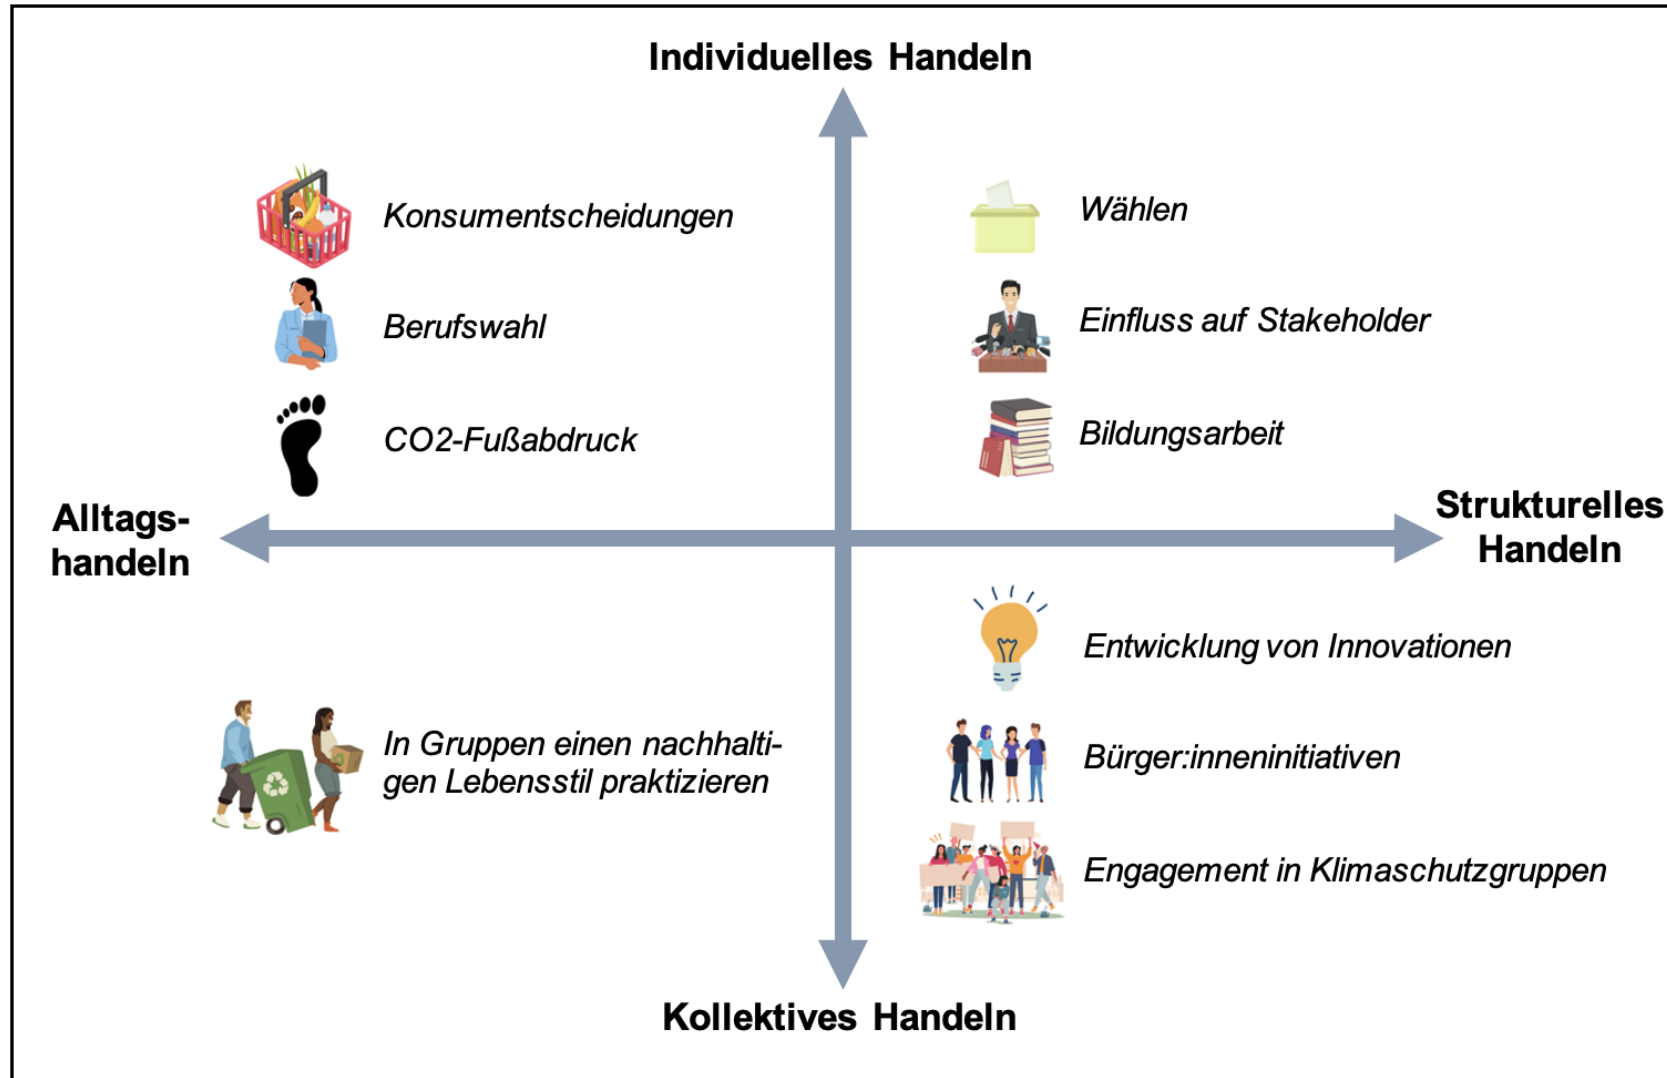 Individuelles Handeln
Konsumentscheidungen
Wählen
Berufswahl
Einfluss auf Stakeholder
CO2-Fußabdruck
Bildungsarbeit
Alltags-
handeln
Strukturelles
Handeln
Entwicklung von Innovationen
In Gruppen einen nachhalti-
gen Lebensstil praktizieren
Bürger:inneninitiativen
Engagement in Klimaschutzgruppen
Kollektives Handeln